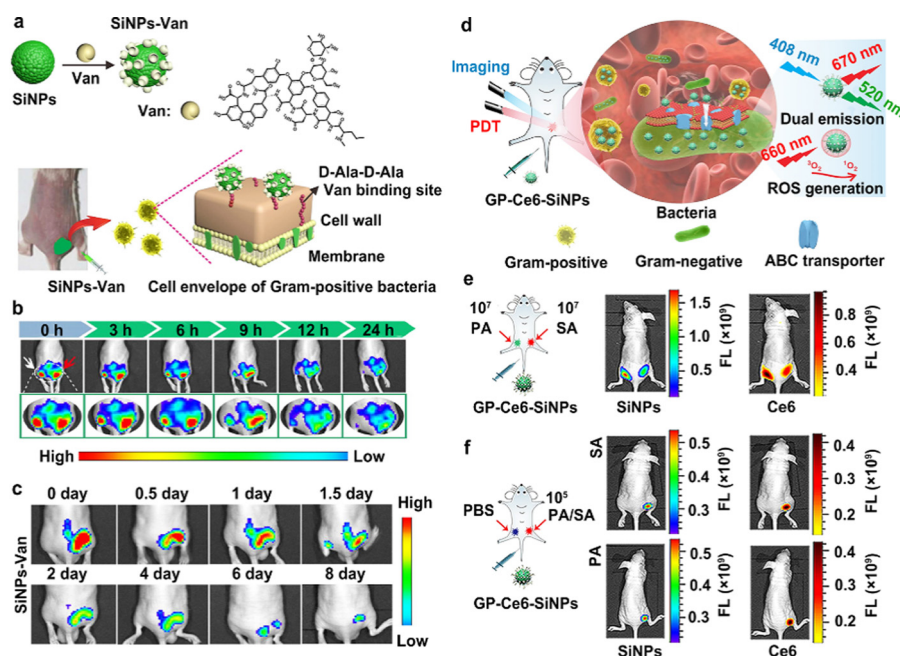 a
SiNPs-Van
Van
SiNPs
Van:
D-Ala-D-Ala
Van binding site
Cell wall
Membrane
SiNPs-Van
Cell envelope of Gram-positive bacteria
b
0 h 3 h 6 h 9 h 12 h 24 h
High Low
c
0 day 0.5 day 1 day 1.5 day
High
SiNPs-Van
2 day 4 day 6 day 8 day
Low
d
Imaging
PDT
GP-Ce6-SiNPs
Bacteria
408 nm
670 nm
520 nm
Dual emission
660 nm
³O₂ ¹O₂
ROS generation
Gram-positive
Gram-negative
ABC transporter
e
10⁷ 10⁷
PA SA
GP-Ce6-SiNPs
SiNPs
1.5
1.0
0.5
FL (×10⁹)
Ce6
0.8
0.6
0.4
FL (×10⁹)
f
PBS
10⁵
PA/SA
GP-Ce6-SiNPs
SA
0.5
0.4
0.3
FL (×10⁹)
0.4
0.3
0.2
FL (×10⁹)
PA
0.5
0.4
0.3
FL (×10⁹)
0.4
0.3
0.2
FL (×10⁹)
SiNPs
Ce6